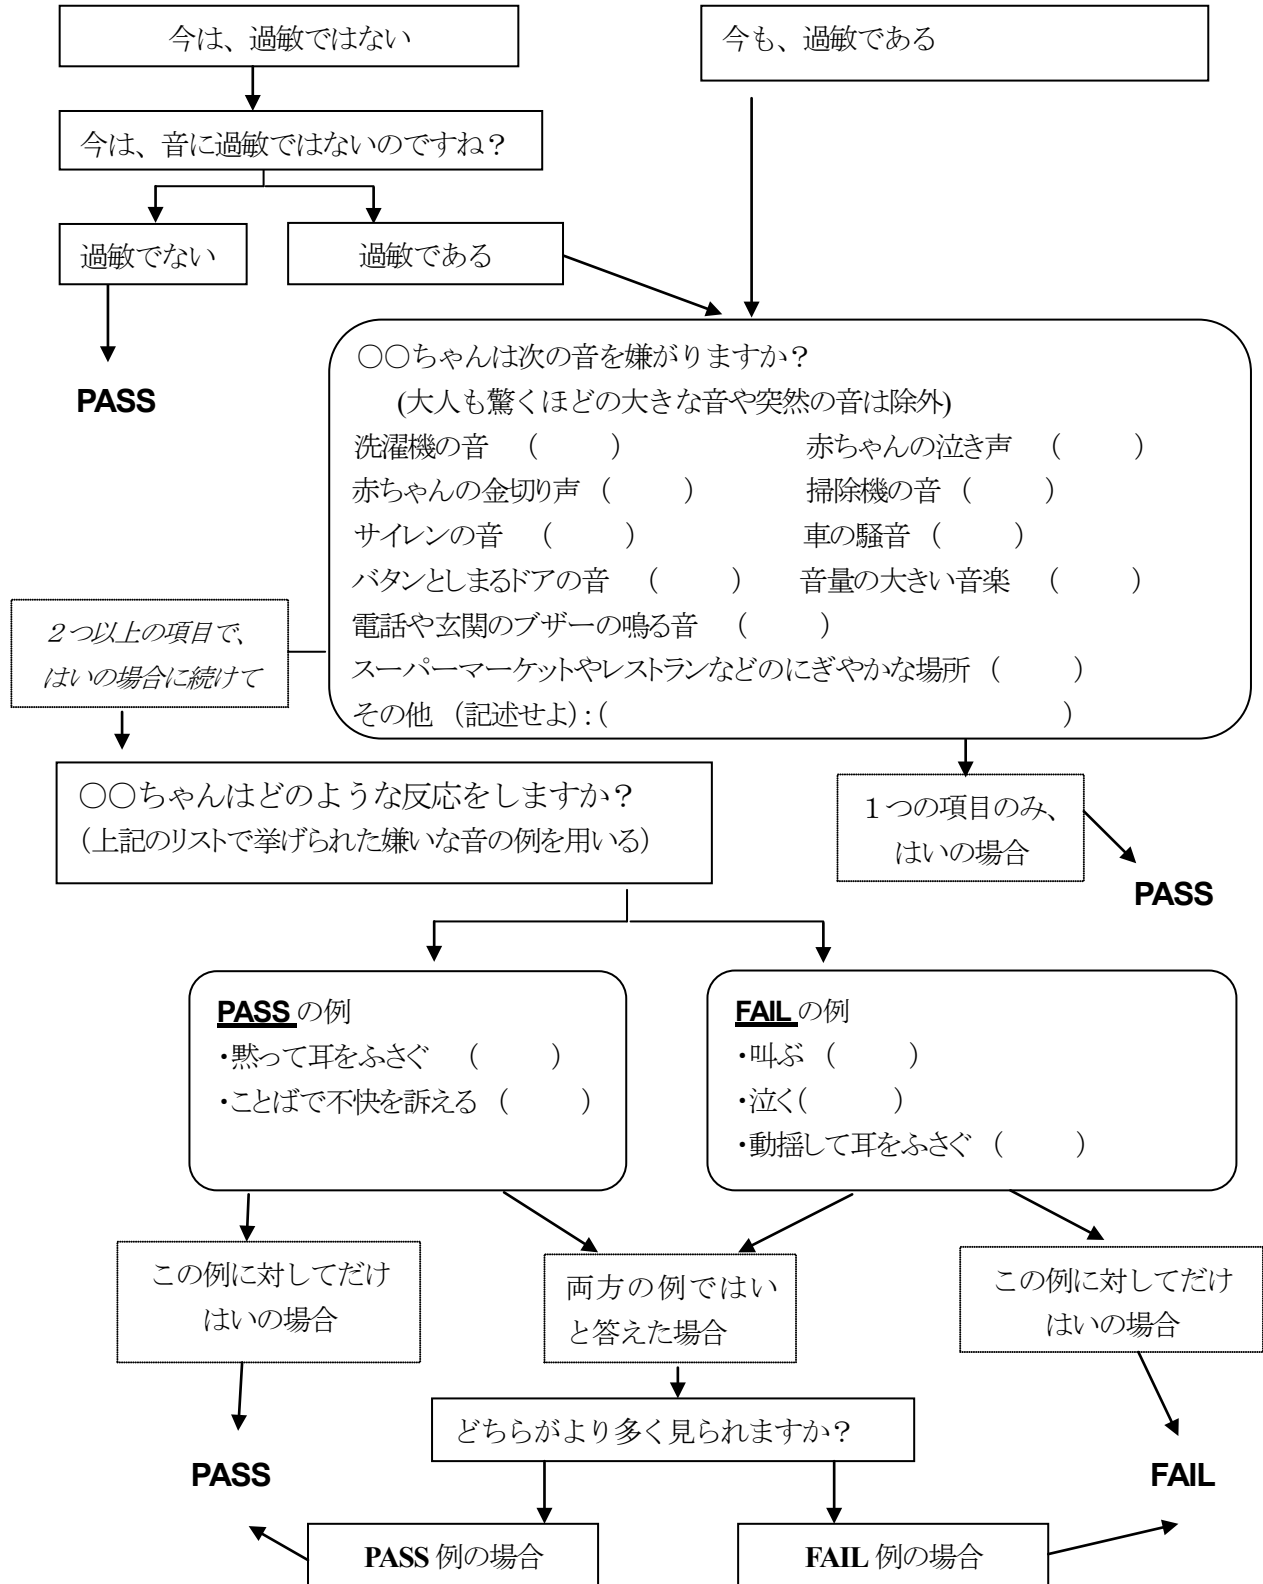 今は、過敏ではない
今も、過敏である
今は、音に過敏ではないのですね？
過敏でない
過敏である
PASS
○○ちゃんは次の音を嫌がりますか？
(大人も驚くほどの大きな音や突然の音は除外)
洗濯機の音 （ ） 赤ちゃんの泣き声 （ ）
赤ちゃんの金切り声 （ ） 掃除機の音 （ ）
サイレンの音 （ ） 車の騒音 （ ）
バタンとしまるドアの音 （ ） 音量の大きい音楽 （ ）
電話や玄関のブザーの鳴る音 （ ）
スーパーマーケットやレストランなどのにぎやかな場所 （ ）
その他 （記述せよ）：（ ）
２つ以上の項目で、
はいの場合に続けて
○○ちゃんはどのような反応をしますか？
（上記のリストで挙げられた嫌いな音の例を用いる）
１つの項目のみ、
はいの場合
PASS
PASS の例
・黙って耳をふさぐ （ ）
・ことばで不快を訴える （ ）
FAIL の例
・叫ぶ （ ）
・泣く（ ）
・動揺して耳をふさぐ （ ）
この例に対してだけ
はいの場合
両方の例ではい
と答えた場合
この例に対してだけ
はいの場合
どちらがより多く見られますか？
PASS
FAIL
PASS 例の場合
FAIL 例の場合